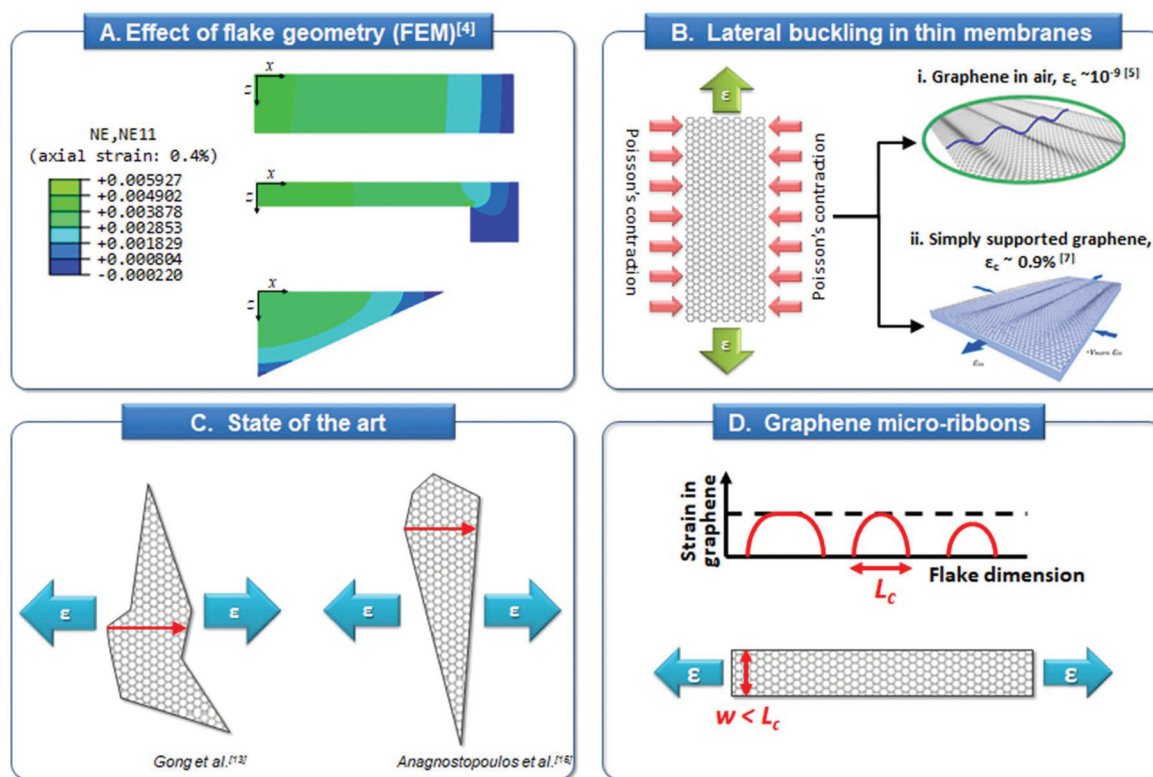 A. Effect of flake geometry (FEM)[4]
x
NE,NE11
(axial strain: 0.4%)
+0.005927
+0.004902
+0.003878
+0.002853
+0.001829
+0.000804
-0.000220
x
x
B. Lateral buckling in thin membranes
ε
Poisson's contraction
Poisson's contraction
ε
i. Graphene in air, εc ~10-9 [5]
ii. Simply supported graphene,
εc ~ 0.9% [7]
C. State of the art
ε
ε
ε
ε
Gong et al.[13]
Anagnostopoulos et al.[16]
D. Graphene micro-ribbons
Strain in
graphene
Flake dimension
Lc
ε
ε
w < Lc